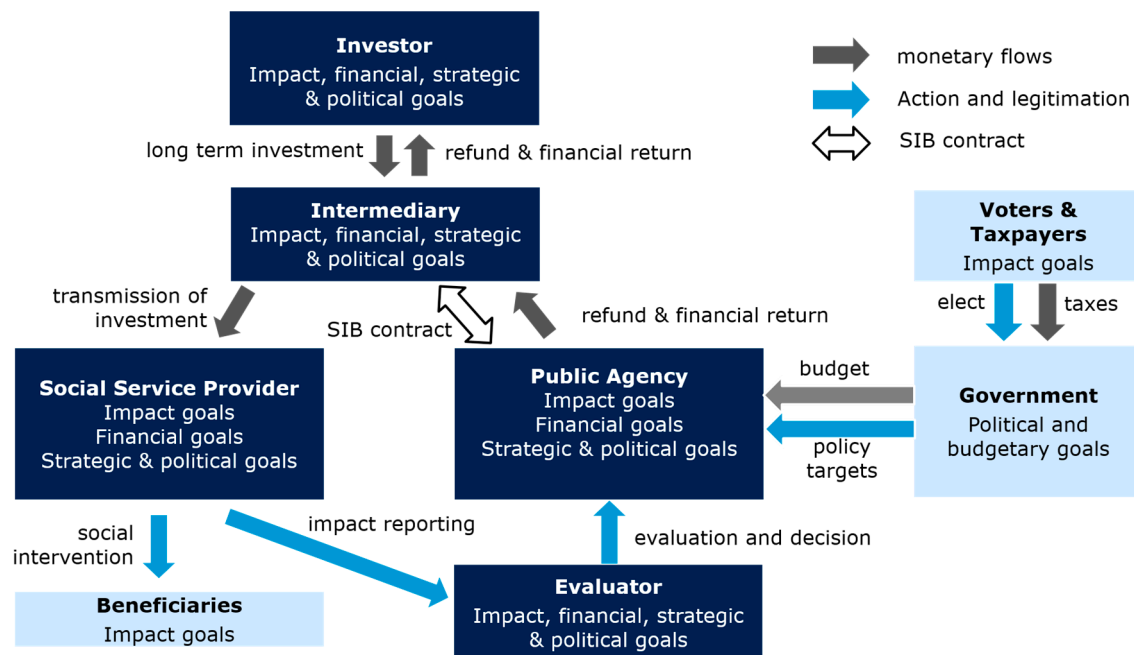 Investor
Impact, financial, strategic
& political goals
monetary flows
Action and legitimation
SIB contract
long term investment
refund & financial return
Intermediary
Impact, financial, strategic
& political goals
Voters &
Taxpayers
Impact goals
transmission of
investment
SIB contract
refund & financial return
elect
taxes
Social Service Provider
Impact goals
Financial goals
Strategic & political goals
Public Agency
Impact goals
Financial goals
Strategic & political goals
budget
policy
targets
Government
Political and
budgetary goals
social
intervention
impact reporting
evaluation and decision
Beneficiaries
Impact goals
Evaluator
Impact, financial, strategic
& political goals